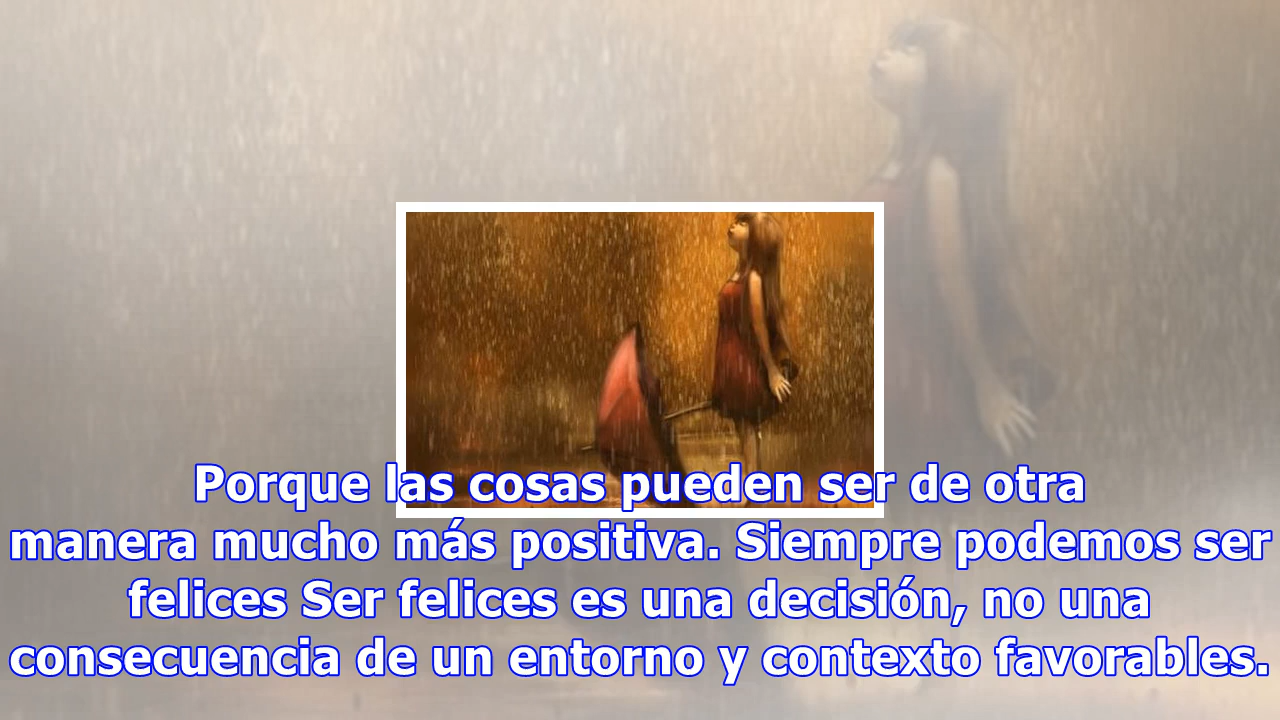 Porque las cosas pueden ser de otra
manera mucho más positiva. Siempre podemos ser
felices Ser felices es una decisión, no una
consecuencia de un entorno y contexto favorables.